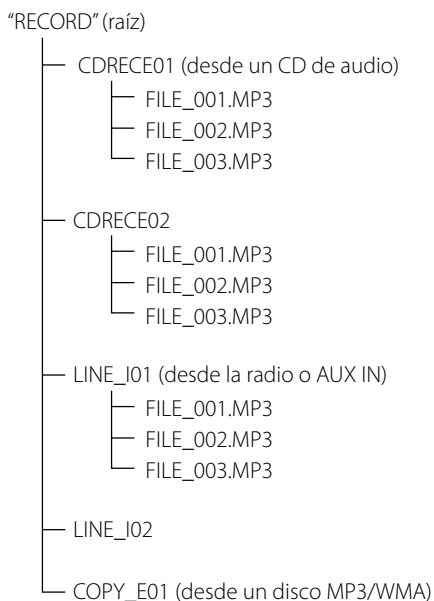 “RECORD” (raíz)
CDRECE01 (desde un CD de audio)
FILE_001.MP3
FILE_002.MP3
FILE_003.MP3
CDRECE02
FILE_001.MP3
FILE_002.MP3
FILE_003.MP3
LINE_I01 (desde la radio o AUX IN)
FILE_001.MP3
FILE_002.MP3
FILE_003.MP3
LINE_I02
COPY_E01 (desde un disco MP3/WMA)